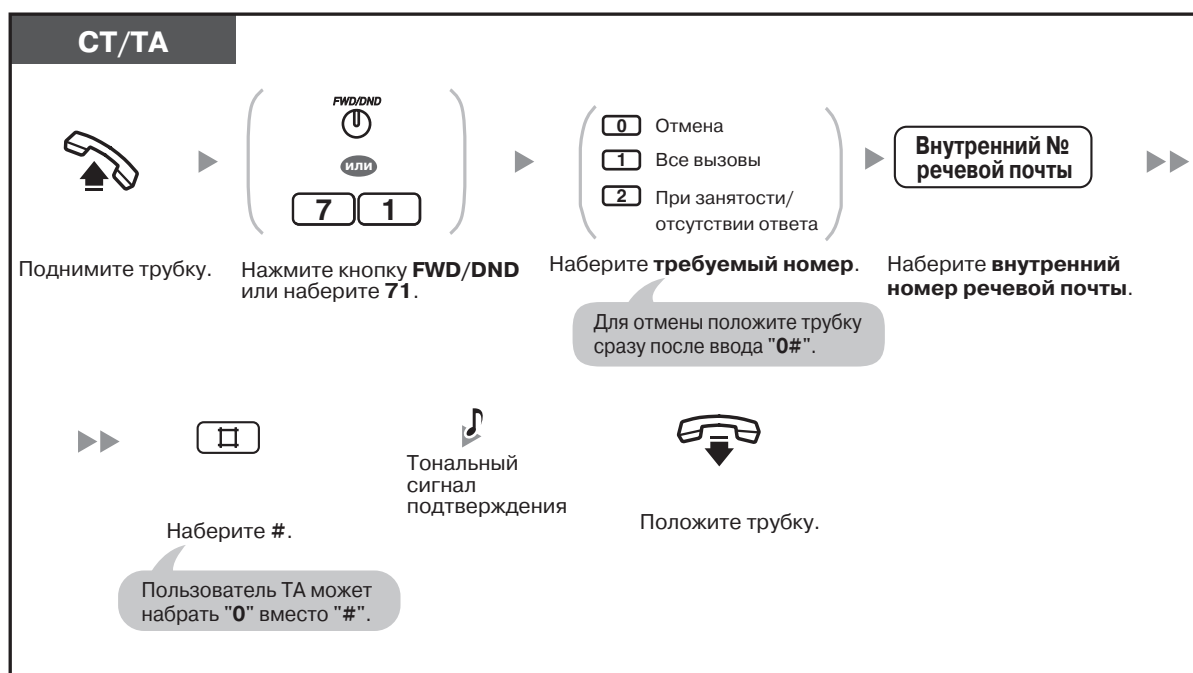 СТ/ТА
FWD/DND
или
7 1
0 Отмена
1 Все вызовы
2 При занятости/
отсутствии ответа
Внутренний №
речевой почты
Поднимите трубку.
Нажмите кнопку FWD/DND
или наберите 71.
Наберите требуемый номер.
Для отмены положите трубку
сразу после ввода "0#".
Наберите внутренний
номер речевой почты.
#
Наберите #.
Пользователь ТА может
набрать "0" вместо "#".
Тональный
сигнал
подтверждения
Положите трубку.